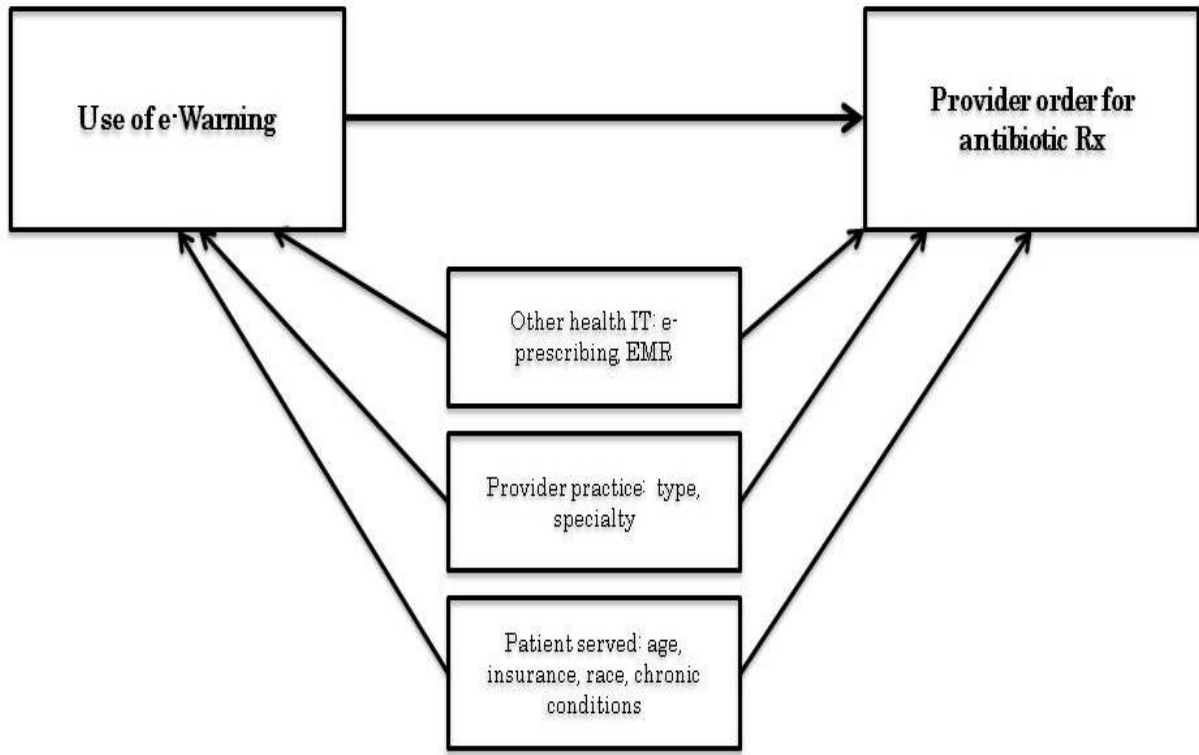 Use of e-Warning
Provider order for
antibiotic Rx
Other health IT: e-
prescribing, EMR
Provider practice: type,
specialty
Patient served: age,
insurance, race, chronic
conditions